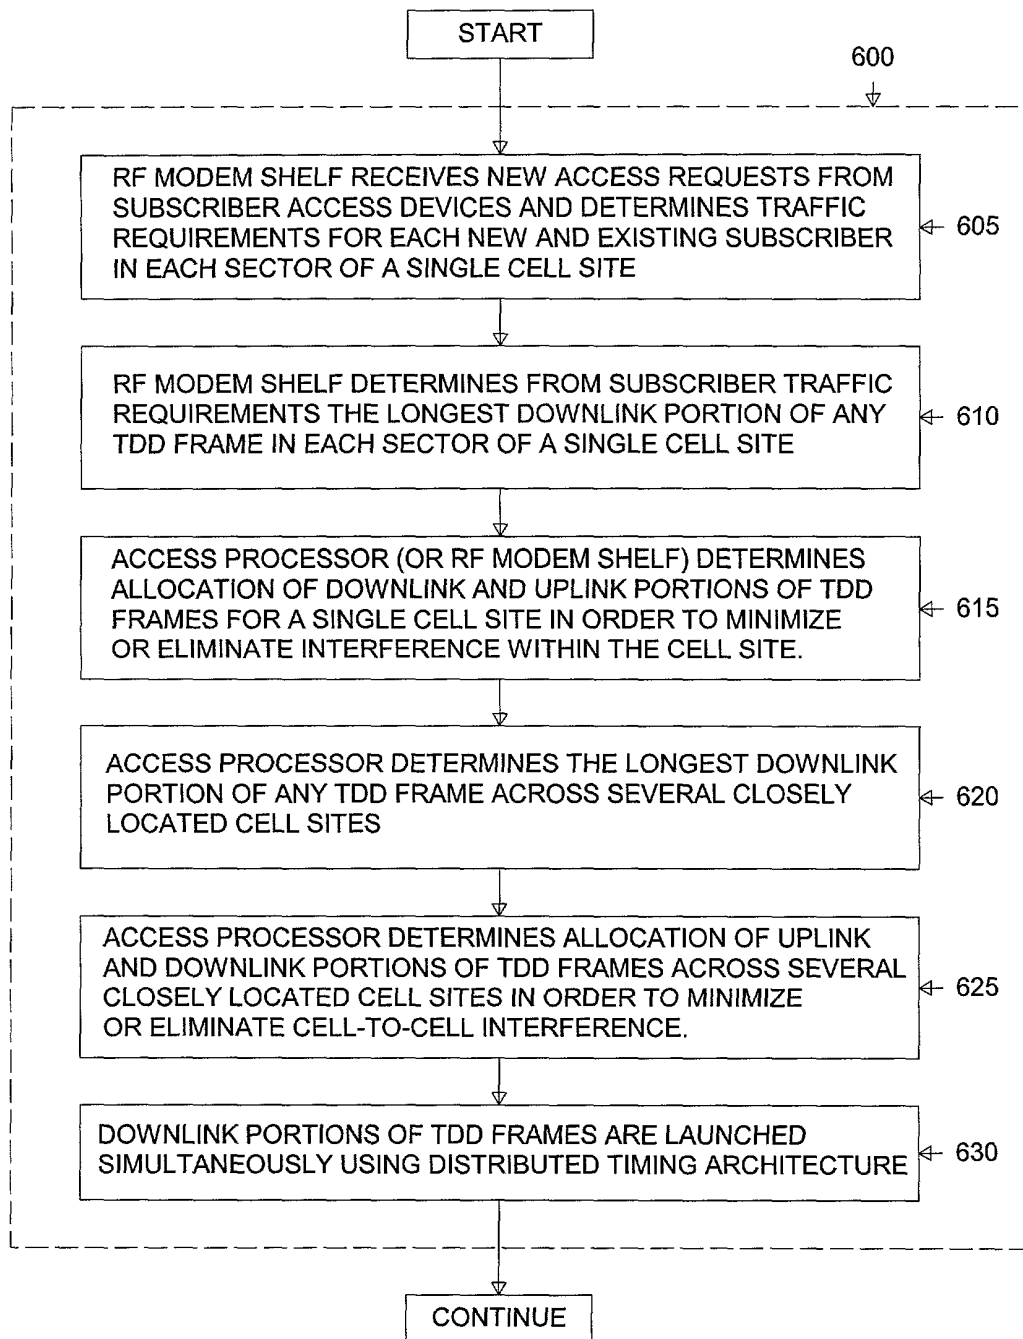 START
600
RF MODEM SHELF RECEIVES NEW ACCESS REQUESTS FROM
SUBSCRIBER ACCESS DEVICES AND DETERMINES TRAFFIC
REQUIREMENTS FOR EACH NEW AND EXISTING SUBSCRIBER
IN EACH SECTOR OF A SINGLE CELL SITE
605
RF MODEM SHELF DETERMINES FROM SUBSCRIBER TRAFFIC
REQUIREMENTS THE LONGEST DOWNLINK PORTION OF ANY
TDD FRAME IN EACH SECTOR OF A SINGLE CELL SITE
610
ACCESS PROCESSOR (OR RF MODEM SHELF) DETERMINES
ALLOCATION OF DOWNLINK AND UPLINK PORTIONS OF TDD
FRAMES FOR A SINGLE CELL SITE IN ORDER TO MINIMIZE
OR ELIMINATE INTERFERENCE WITHIN THE CELL SITE.
615
ACCESS PROCESSOR DETERMINES THE LONGEST DOWNLINK
PORTION OF ANY TDD FRAME ACROSS SEVERAL CLOSELY
LOCATED CELL SITES
620
ACCESS PROCESSOR DETERMINES ALLOCATION OF UPLINK
AND DOWNLINK PORTIONS OF TDD FRAMES ACROSS SEVERAL
CLOSELY LOCATED CELL SITES IN ORDER TO MINIMIZE
OR ELIMINATE CELL-TO-CELL INTERFERENCE.
625
DOWNLINK PORTIONS OF TDD FRAMES ARE LAUNCHED
SIMULTANEOUSLY USING DISTRIBUTED TIMING ARCHITECTURE
630
CONTINUE